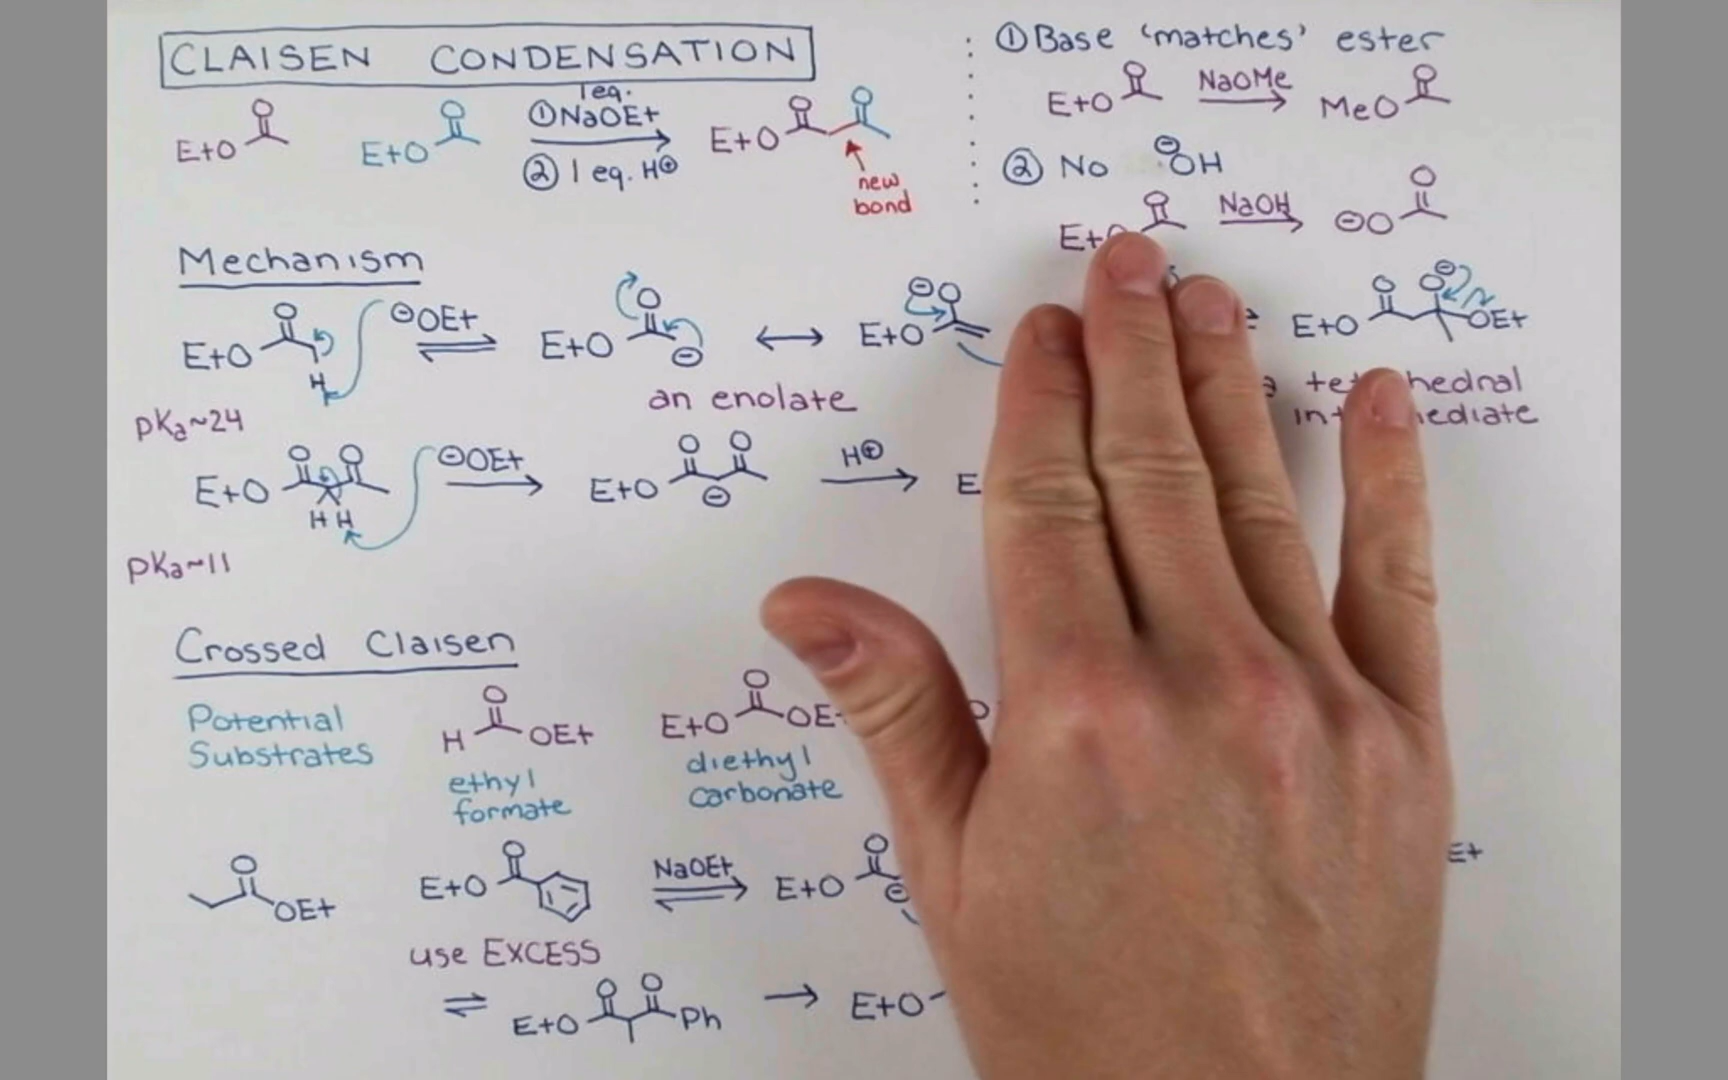 CLAISEN CONDENSATION
EtO O EtO O ①NaOEt 1eq. ② 1 eq. H⊕ EtO O O
new
bond
① Base 'matches' ester
EtO O NaOMe MeO O
② No ⊖OH
EtO O NaOH ⊖O O
Mechanism
EtO O H ⊖OEt EtO O ⊖ EtO ⊖O EtO O ⊖ O OEt
an enolate
pKa~24
EtO O O H H ⊖OEt EtO O O ⊖ H⊕
pKa~11
Crossed Claisen
Potential
Substrates
H O OEt
ethyl
formate
EtO O
diethyl
carbonate
O OEt EtO O NaOEt EtO O ⊖
use EXCESS
EtO O O Ph EtO